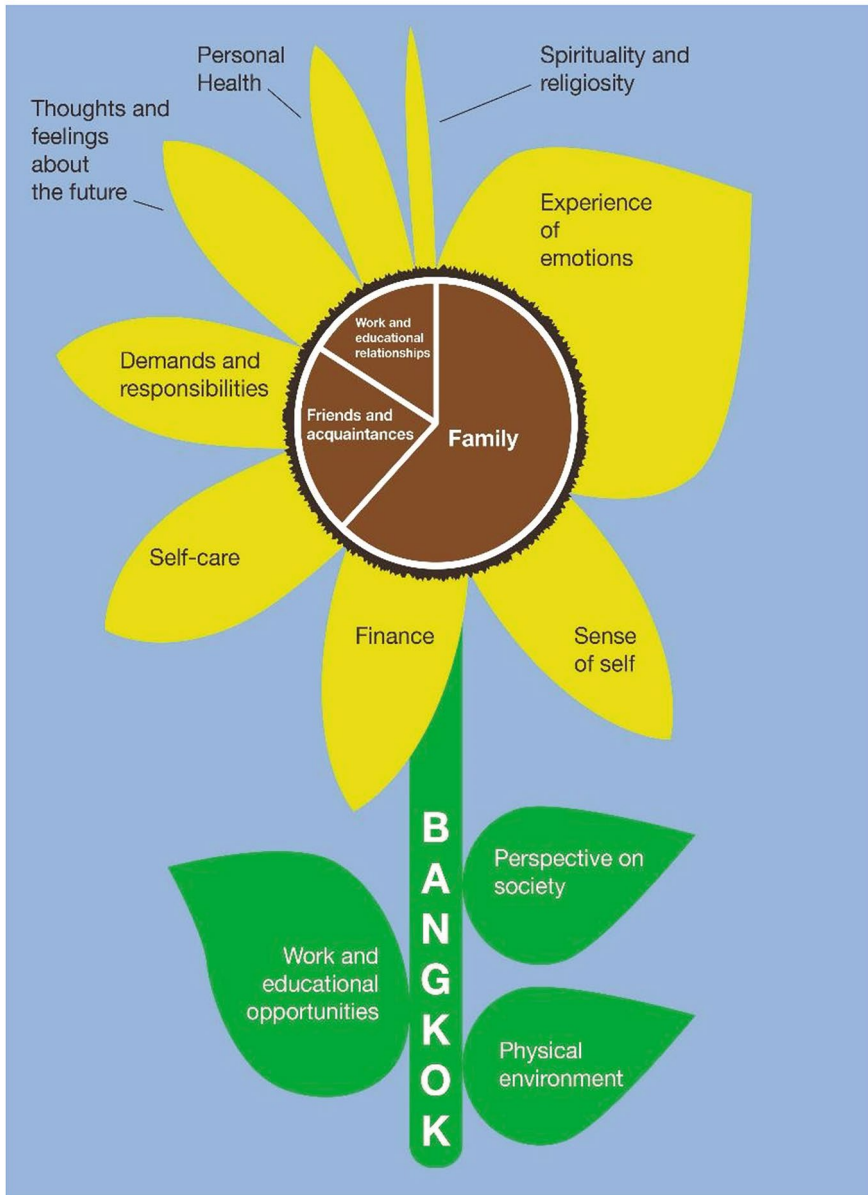 Personal
Health
Spirituality and
religiosity
Thoughts and
feelings
about
the future
Experience
of
emotions
Work and
educational
relationships
Demands and
responsibilities
Friends and
acquaintances
Family
Self-care
Finance
Sense
of self
BANGKOK
Perspective on
society
Work and
educational
opportunities
Physical
environment